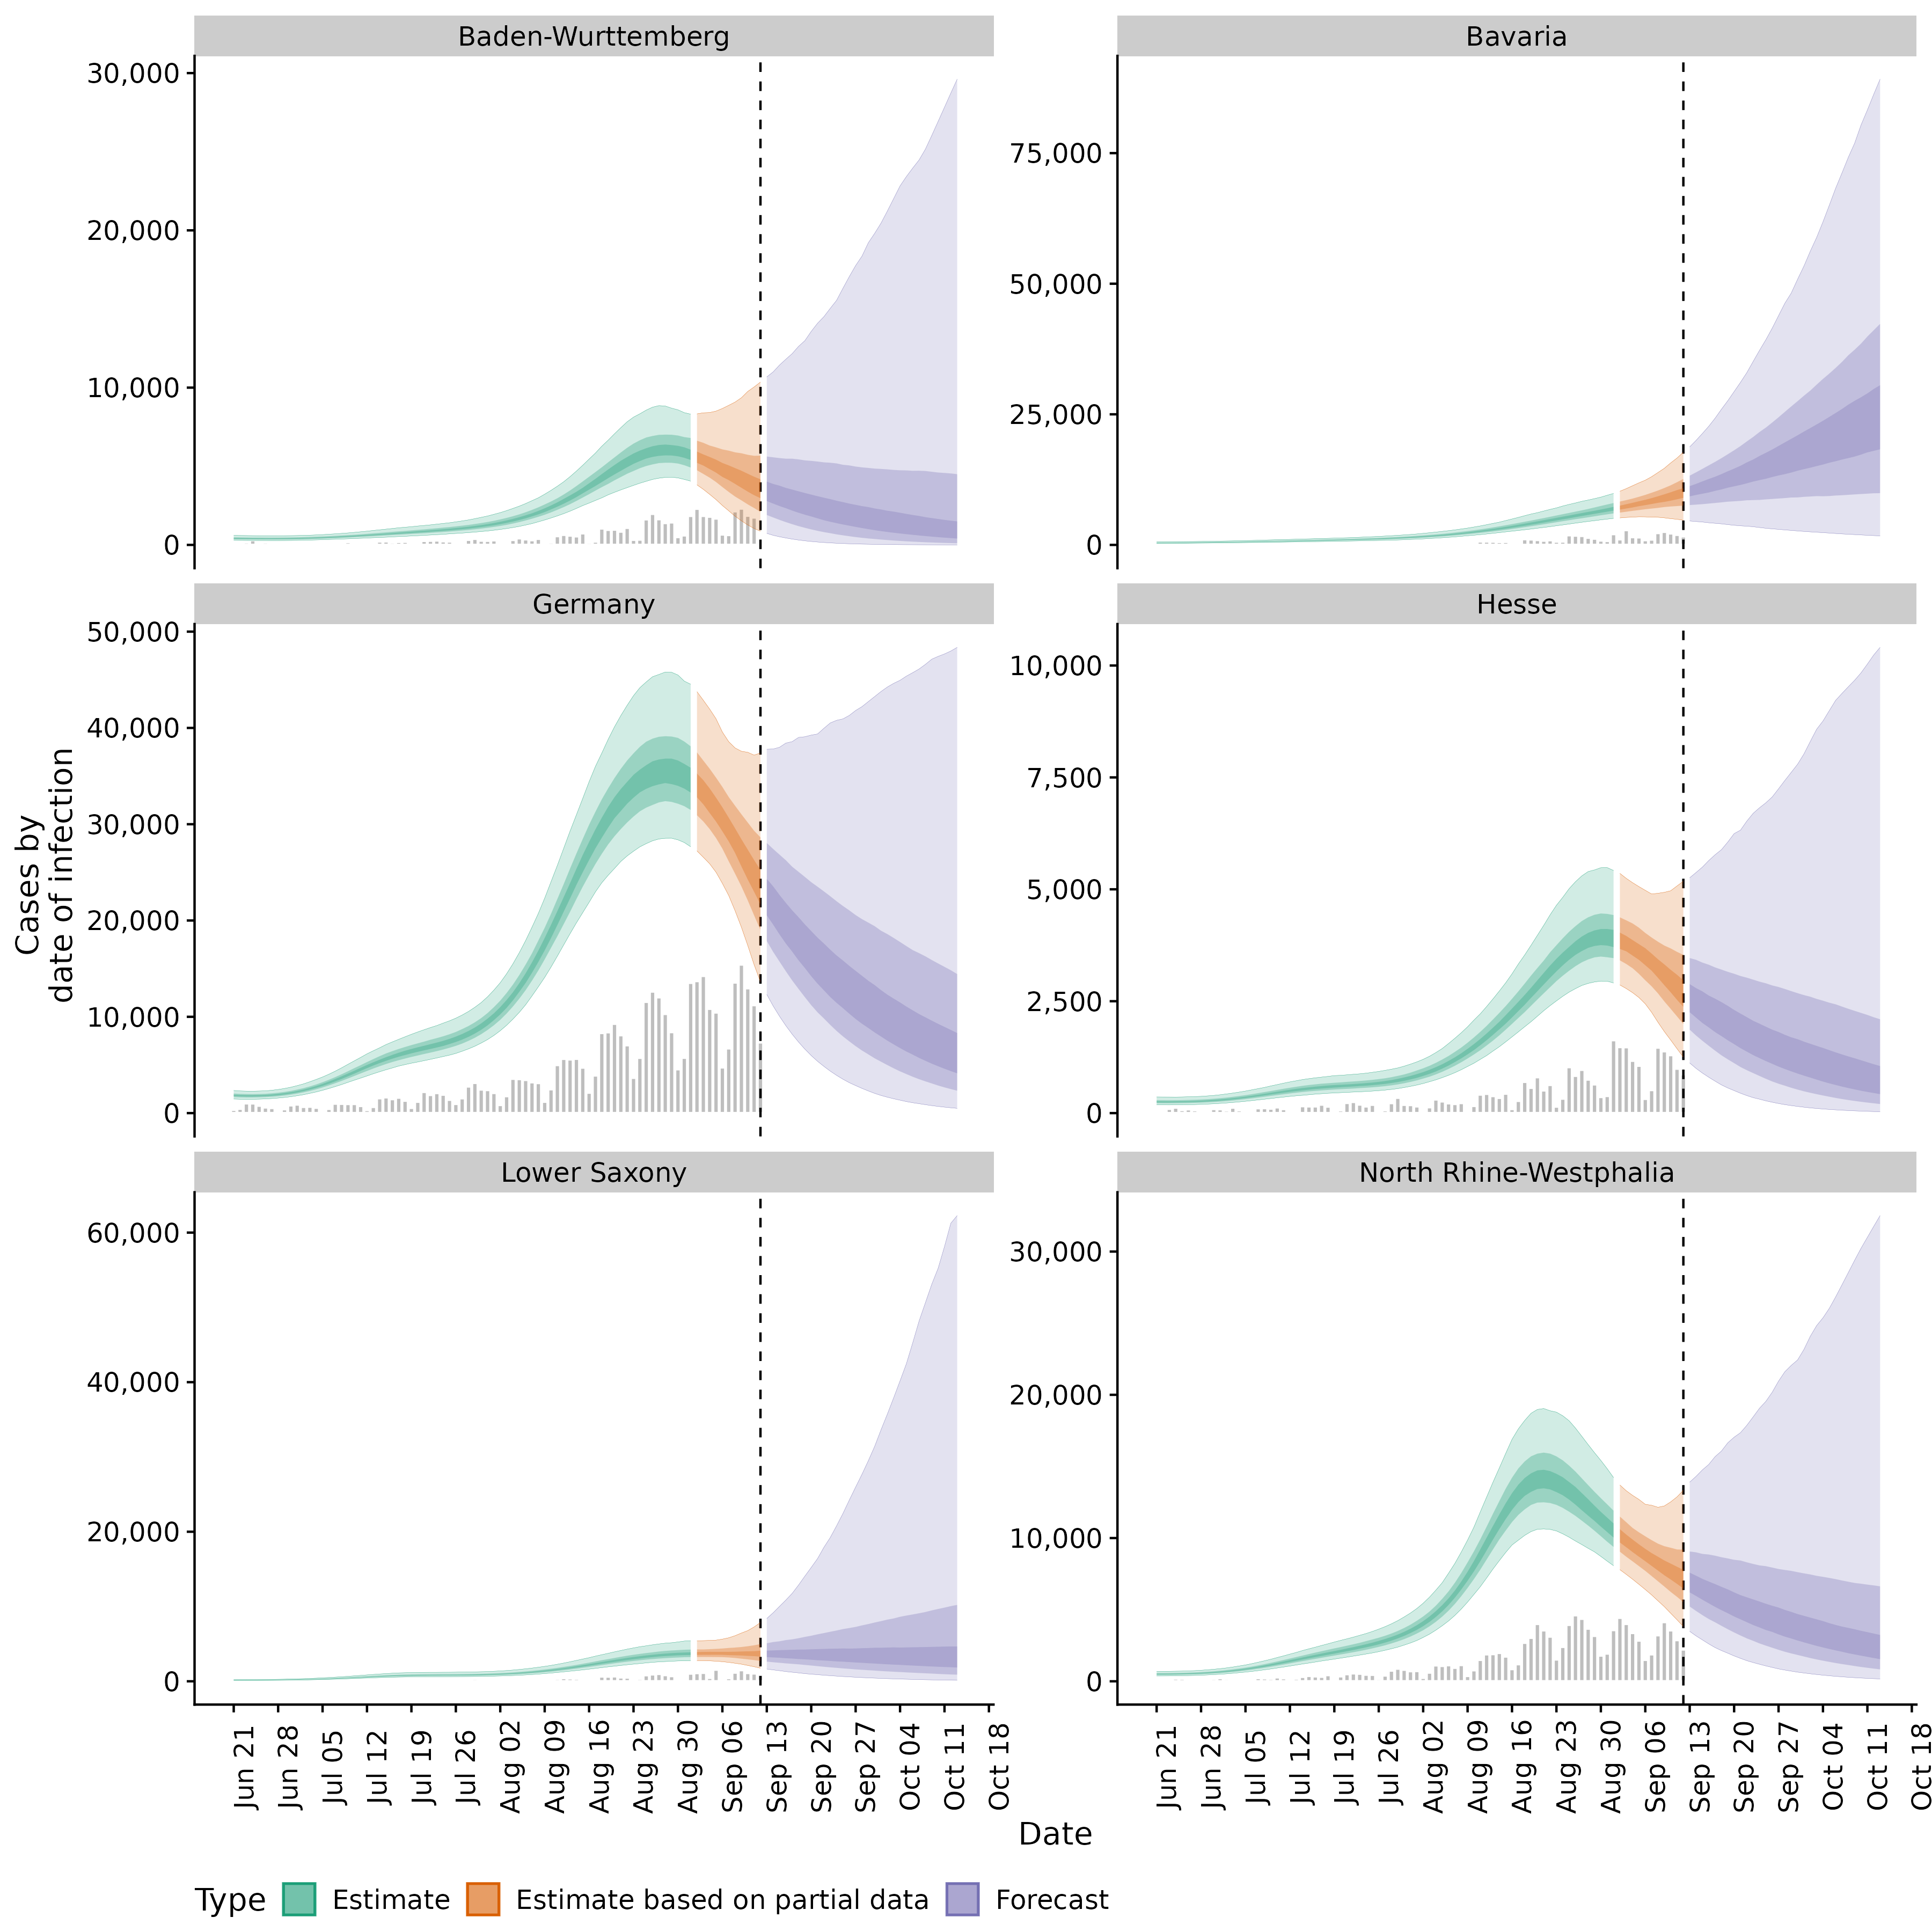 Baden-Wurttemberg
Bavaria
30,000
20,000
10,000
0
75,000
50,000
25,000
0
Germany
Hesse
50,000
40,000
30,000
20,000
10,000
0
10,000
7,500
5,000
2,500
0
Cases by
date of infection
Lower Saxony
North Rhine-Westphalia
60,000
40,000
20,000
0
30,000
20,000
10,000
0
Jun 21
Jun 28
Jul 05
Jul 12
Jul 19
Jul 26
Aug 02
Aug 09
Aug 16
Aug 23
Aug 30
Sep 06
Sep 13
Sep 20
Sep 27
Oct 04
Oct 11
Oct 18
Jun 21
Jun 28
Jul 05
Jul 12
Jul 19
Jul 26
Aug 02
Aug 09
Aug 16
Aug 23
Aug 30
Sep 06
Sep 13
Sep 20
Sep 27
Oct 04
Oct 11
Oct 18
Date
Type Estimate Estimate based on partial data Forecast